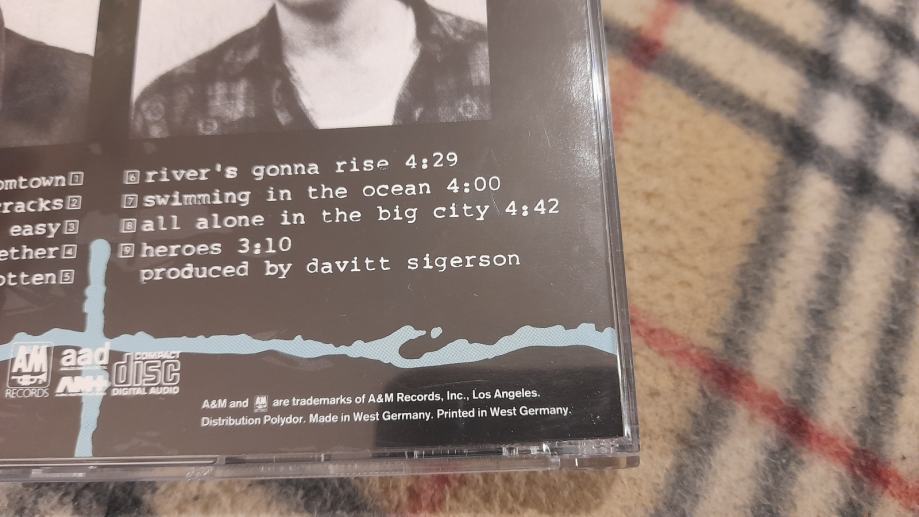 omtown 1
racks 2
easy 3
ether 4
otten 5
6 river's gonna rise 4:29
7 swimming in the ocean 4:00
8 all alone in the big city 4:42
9 heroes 3:10
produced by davitt sigerson
A&M RECORDS
aad
COMPACT disc DIGITAL AUDIO
A&M and A&M are trademarks of A&M Records, Inc., Los Angeles.
Distribution Polydor. Made in West Germany. Printed in West Germany.